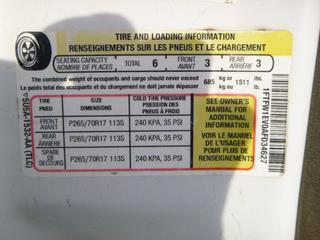 TIRE AND LOADING INFORMATION
RENSEIGNEMENTS SUR LES PNEUS ET LE CHARGEMENT
SEATING CAPACITY TOTAL 6 FRONT 3 REAR 3
NOMBRE DE PLACES AVANT ARRIÈRE
The combined weight of occupants and cargo should never exceed 685 kg or 1511 lbs.
Le poids total des occupants et du chargement ne doit jamais dépasser kg ou lb.
TIRE SIZE COLD TIRE PRESSURE
PNEU DIMENSIONS PRESSION DES
PNEUS À FROID
FRONT P265/70R17 113S 240 KPA, 35 PSI
AVANT
REAR P265/70R17 113S 240 KPA, 35 PSI
ARRIÈRE
SPARE P265/70R17 113S 240 KPA, 35 PSI
DE SECOURS
SEE OWNER'S
MANUAL FOR
ADDITIONAL
INFORMATION
VOIR LE MANUEL
DE L'USAGER
POUR PLUS DE
RENSEIGNEMENTS